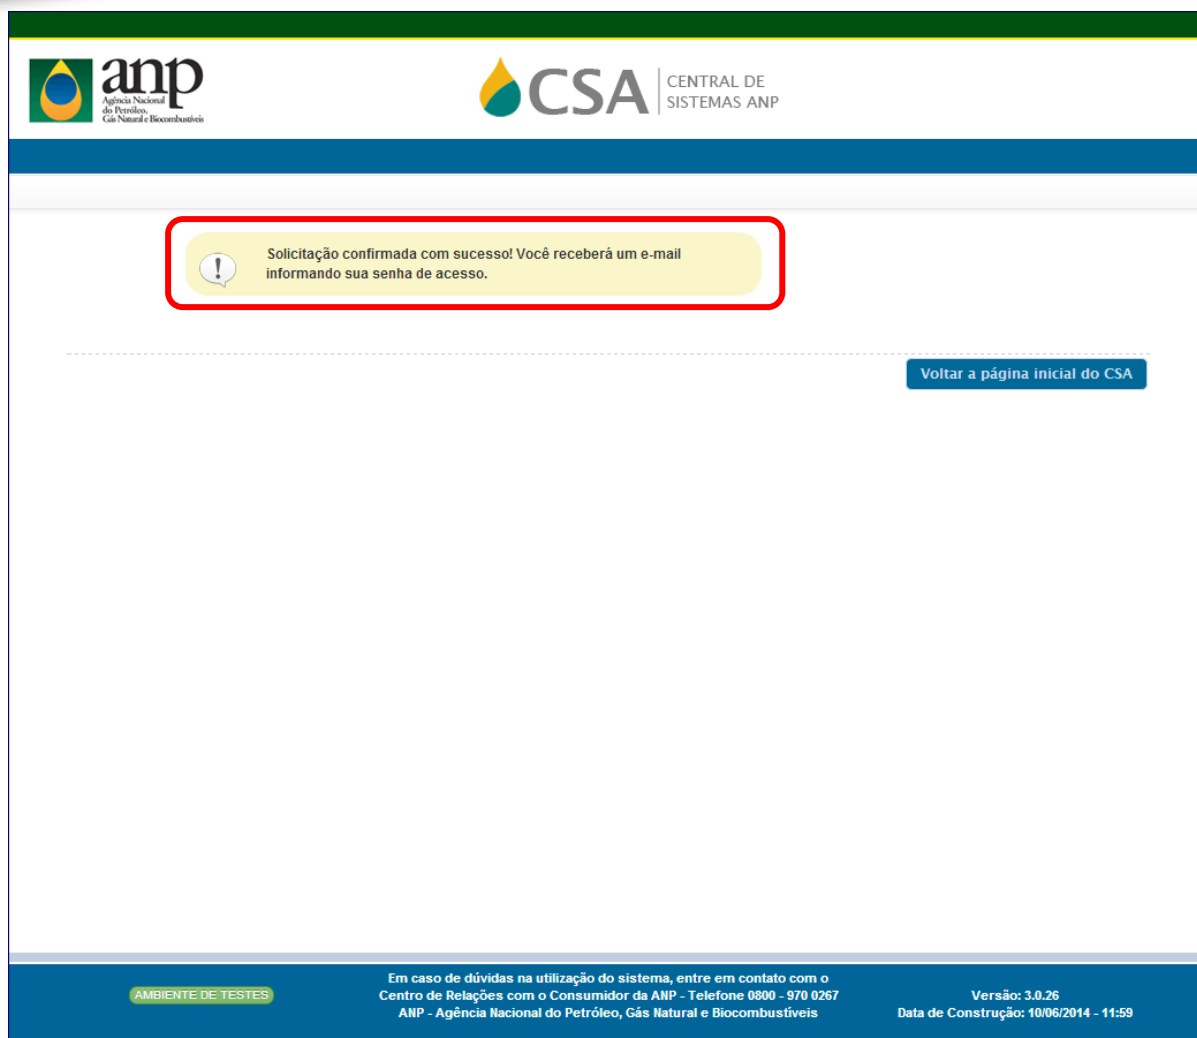 anp
Agência Nacional
do Petróleo,
Gás Natural e Biocombustíveis
CSA
CENTRAL DE
SISTEMAS ANP
!
Solicitação confirmada com sucesso! Você receberá um e-mail
informando sua senha de acesso.
Voltar a página inicial do CSA
AMBIENTE DE TESTES
Em caso de dúvidas na utilização do sistema, entre em contato com o
Centro de Relações com o Consumidor da ANP - Telefone 0800 - 970 0267
ANP - Agência Nacional do Petróleo, Gás Natural e Biocombustíveis
Versão: 3.0.26
Data de Construção: 10/06/2014 - 11:59